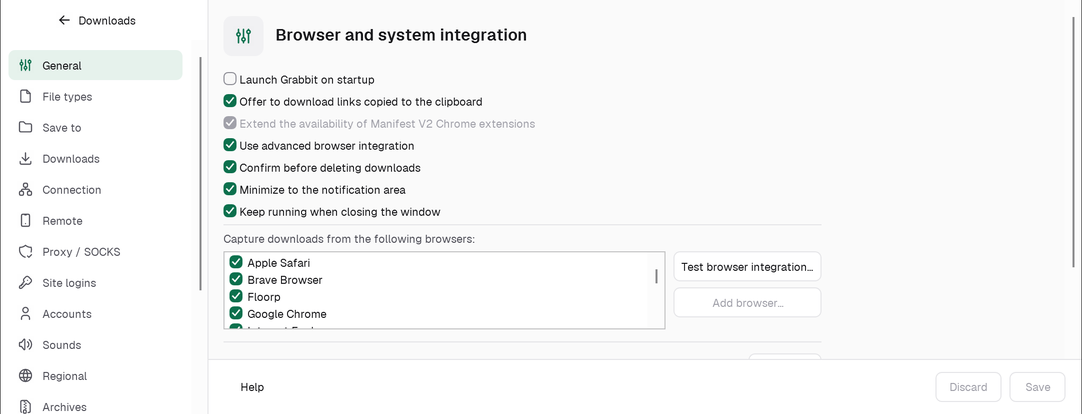 Downloads
General
File types
Save to
Downloads
Connection
Remote
Proxy / SOCKS
Site logins
Accounts
Sounds
Regional
Archives
Browser and system integration
Launch Grabbit on startup
Offer to download links copied to the clipboard
Extend the availability of Manifest V2 Chrome extensions
Use advanced browser integration
Confirm before deleting downloads
Minimize to the notification area
Keep running when closing the window
Capture downloads from the following browsers:
Apple Safari
Brave Browser
Floorp
Google Chrome
Test browser integration...
Add browser...
Help
Discard
Save